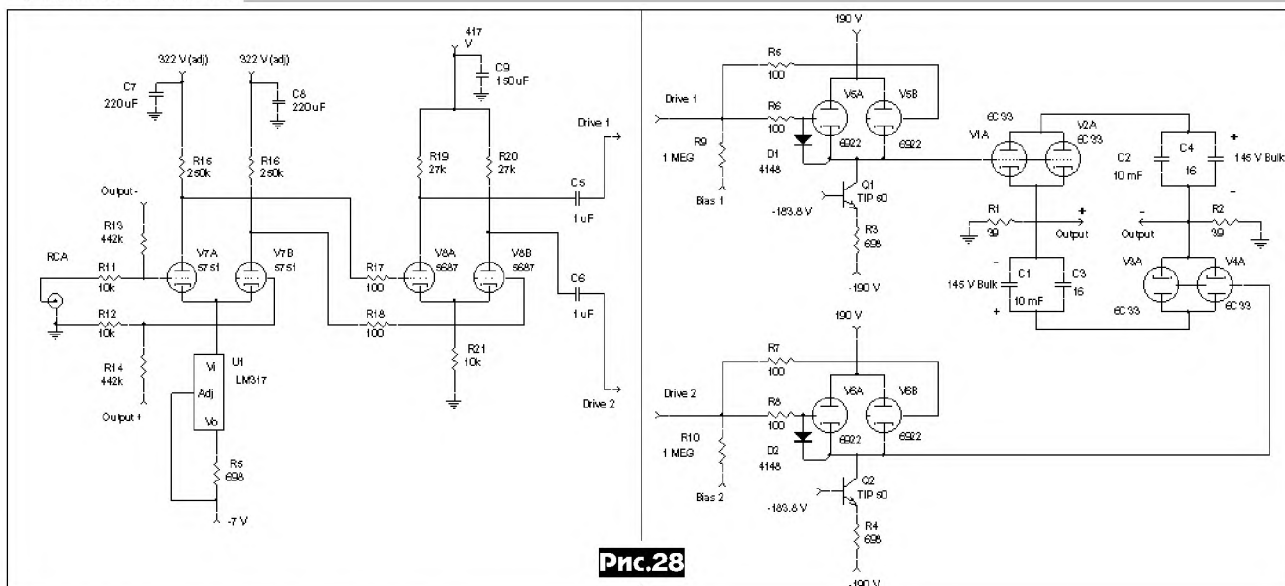 322 V (adj)
322 V (adj)
417
V
C7
220 uF
C8
220 uF
C9
150 uF
R16
250k
R16
250k
R19
27k
R20
27k
Drive 1
C5
1 uF
Output-
R13
442k
RCA
R11
10k
V7A
5751
V7B
5751
R17
100
V8A
5687
V8B
5687
C6
1 uF
R12
10k
R18
100
R14
442k
Output +
U1
LM317
Vi
Adj
Vo
R21
10k
Drive 2
R5
698
-7 V
190 V
R5
100
Drive 1
R6
100
V5A
V5B
6922
6922
R9
1 MEG
D1
4148
Bias 1
Q1
TIP 50
-183.8 V
R3
698
-190 V
6C33
V1A
V2A
6C33
C2
10 mF
C4
16
+
145 V Bulk
-
R1
39
+
Output
-
Output
R2
39
-
145 V Bulk
+
C1
10 mF
C3
16
V3A
V4A
6C33
6C33
190 V
R7
100
Drive 2
R8
100
V6A
V6B
6922
6922
R10
1 MEG
D2
4148
Bias 2
Q2
TIP 50
-183.8 V
R4
698
-190 V
Рис.28